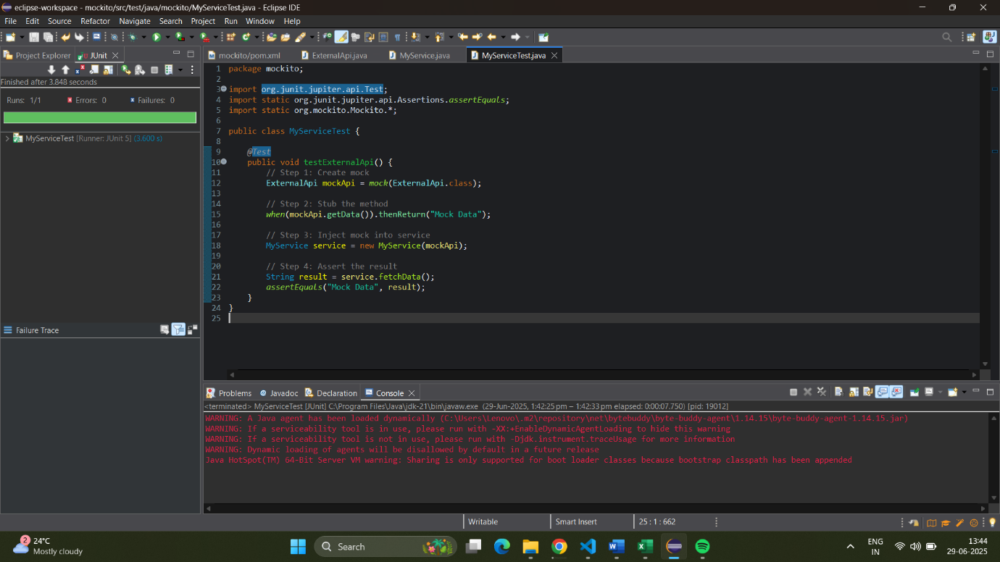 eclipse-workspace - mockito/src/test/java/mockito/MyServiceTest.java - Eclipse IDE
File Edit Source Refactor Navigate Search Project Run Window Help
Project Explorer JUnit
mockito/pom.xml ExternalApi.java MyService.java MyServiceTest.java
Finished after 3.848 seconds
Runs: 1/1 Errors: 0 Failures: 0
MyServiceTest [Runner: JUnit 5] (3.600 s)
Failure Trace
1 package mockito;
2
3 import org.junit.jupiter.api.Test;
4 import static org.junit.jupiter.api.Assertions.assertEquals;
5 import static org.mockito.Mockito.*;
6
7 public class MyServiceTest {
8
9 @Test
10 public void testExternalApi() {
11 // Step 1: Create mock
12 ExternalApi mockApi = mock(ExternalApi.class);
13
14 // Step 2: Stub the method
15 when(mockApi.getData()).thenReturn("Mock Data");
16
17 // Step 3: Inject mock into service
18 MyService service = new MyService(mockApi);
19
20 // Step 4: Assert the result
21 String result = service.fetchData();
22 assertEquals("Mock Data", result);
23 }
24 }
25
Problems Javadoc Declaration Console
<terminated> MyServiceTest [JUnit] C:\Program Files\Java\jdk-21\bin\javaw.exe (29-Jun-2025, 1:42:25 pm – 1:42:33 pm elapsed: 0:00:07.750) [pid: 19012]
WARNING: A Java agent has been loaded dynamically (C:\Users\Lenovo\.m2\repository\net\bytebuddy\byte-buddy-agent\1.14.15\byte-buddy-agent-1.14.15.jar)
WARNING: If a serviceability tool is in use, please run with -XX:+EnableDynamicAgentLoading to hide this warning
WARNING: If a serviceability tool is not in use, please run with -Djdk.instrument.traceUsage for more information
WARNING: Dynamic loading of agents will be disallowed by default in a future release
Java HotSpot(TM) 64-Bit Server VM warning: Sharing is only supported for boot loader classes because bootstrap classpath has been appended
Writable Smart Insert 25 : 1 : 662
2
24°C
Mostly cloudy
Search
ENG
IN
13:44
29-06-2025